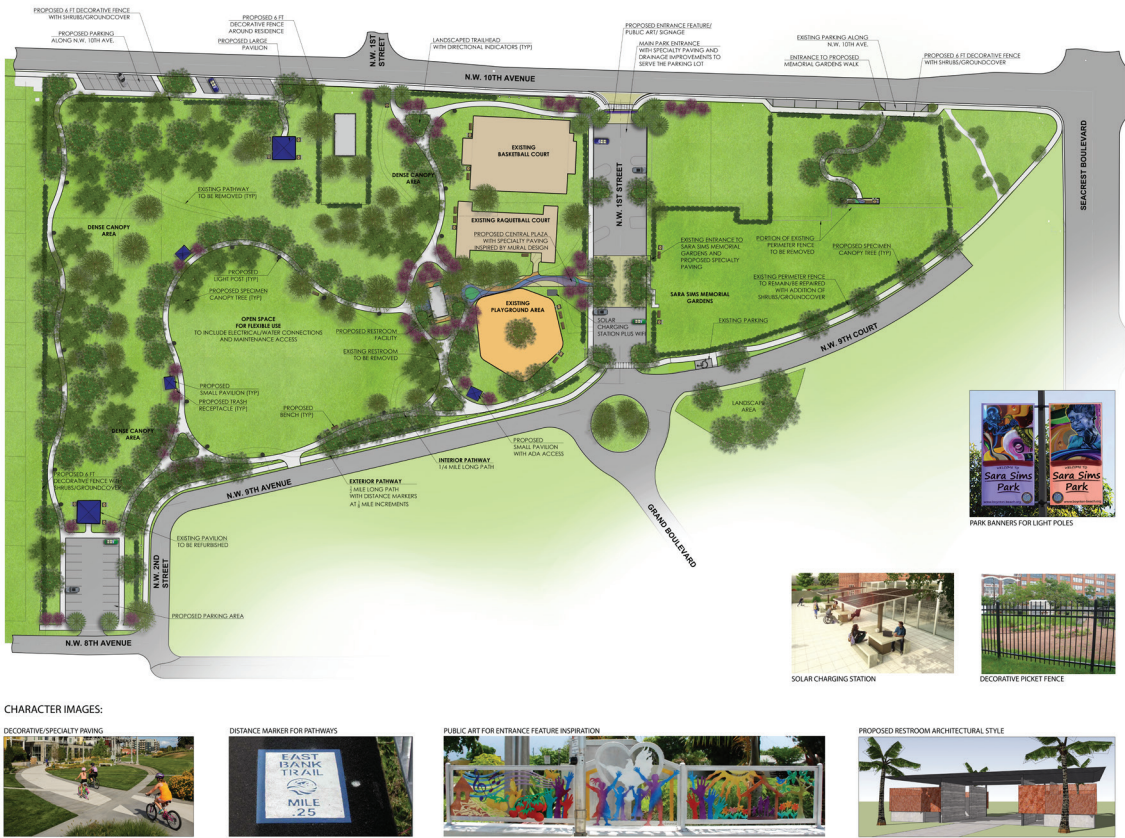 PROPOSED 6 FT DECORATIVE FENCE
WITH SHRUBS/GROUNDCOVER
PROPOSED PARKING
ALONG N.W. 10TH AVE.
PROPOSED 6 FT
DECORATIVE FENCE
AROUND RESIDENCE
PROPOSED LARGE
PAVILION
N.W. 1ST
STREET
LANDSCAPED TRAILHEAD
WITH DIRECTIONAL INDICATORS (TYP)
N.W. 10TH AVENUE
PROPOSED ENTRANCE FEATURE/
PUBLIC ART/ SIGNAGE
MAIN PARK ENTRANCE
WITH SPECIALTY PAVING AND
DRAINAGE IMPROVEMENTS TO
SERVE THE PARKING LOT
EXISTING PARKING ALONG
N.W. 10TH AVE.
ENTRANCE TO PROPOSED
MEMORIAL GARDENS WALK
PROPOSED 6 FT DECORATIVE FENCE
WITH SHRUBS/GROUNDCOVER
SEACREST BOULEVARD
EXISTING
BASKETBALL COURT
DENSE CANOPY
AREA
EXISTING PATHWAY
TO BE REMOVED (TYP)
DENSE CANOPY
AREA
N.W. 1ST STREET
EXISTING RAQUETBALL COURT
PROPOSED CENTRAL PLAZA
WITH SPECIALTY PAVING
INSPIRED BY MURAL DESIGN
EXISTING ENTRANCE TO
SARA SIMS MEMORIAL
GARDENS AND
PROPOSED SPECIALTY
PAVING
PORTION OF EXISTING
PERIMETER FENCE
TO BE REMOVED
PROPOSED SPECIMEN
CANOPY TREE (TYP)
PROPOSED
LIGHT POST (TYP)
PROPOSED SPECIMEN
CANOPY TREE (TYP)
EXISTING PERIMETER FENCE
TO REMAIN/BE REPAIRED
WITH ADDITION OF
SHRUBS/GROUNDCOVER
SARA SIMS MEMORIAL
GARDENS
EXISTING
PLAYGROUND AREA
OPEN SPACE
FOR FLEXIBLE USE
TO INCLUDE ELECTRICAL/WATER CONNECTIONS
AND MAINTENANCE ACCESS
PROPOSED RESTROOM
FACILITY
EXISTING RESTROOM
TO BE REMOVED
SOLAR
CHARGING
STATION PLUS WIFI
EXISTING PARKING
N.W. 9TH COURT
PROPOSED
SMALL PAVILION (TYP)
PROPOSED TRASH
RECEPTACLE (TYP)
PROPOSED
BENCH (TYP)
LANDSCAPE
AREA
DENSE CANOPY
AREA
PROPOSED
SMALL PAVILION
WITH ADA ACCESS
INTERIOR PATHWAY
1/4 MILE LONG PATH
PROPOSED 6 FT
DECORATIVE FENCE WITH
SHRUBS/GROUNDCOVER
N.W. 9TH AVENUE
EXTERIOR PATHWAY
MILE LONG PATH
WITH DISTANCE MARKERS
AT MILE INCREMENTS
GRAND BOULEVARD
EXISTING PAVILION
TO BE REFURBISHED
N.W. 2ND
STREET
PROPOSED PARKING AREA
N.W. 8TH AVENUE
WELCOME TO
Sara Sims
Park
WELCOME TO
Sara Sims
Park
PARK BANNERS FOR LIGHT POLES
SOLAR CHARGING STATION
DECORATIVE PICKET FENCE
CHARACTER IMAGES:
DECORATIVE/SPECIALTY PAVING
DISTANCE MARKER FOR PATHWAYS
EAST
BANK
TRAIL
MILE
.25
PUBLIC ART FOR ENTRANCE FEATURE INSPIRATION
PROPOSED RESTROOM ARCHITECTURAL STYLE